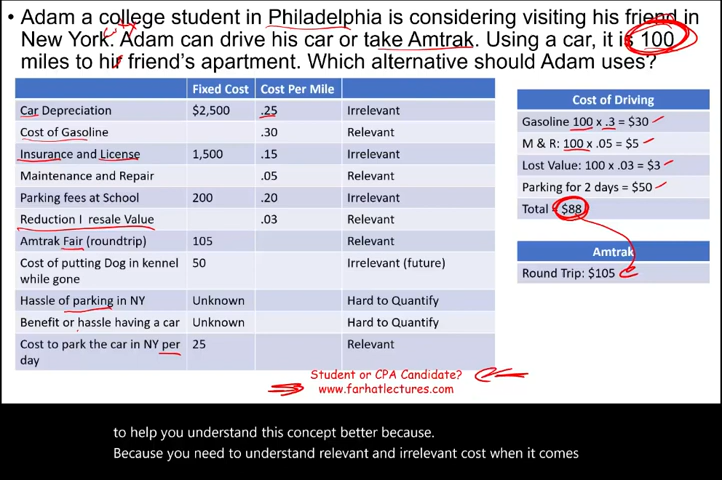 • Adam a college student in Philadelphia is considering visiting his friend in
New York. Adam can drive his car or take Amtrak. Using a car, it is 100
miles to his friend's apartment. Which alternative should Adam uses?
Fixed Cost Cost Per Mile
Car Depreciation $2,500 .25 Irrelevant
Cost of Gasoline .30 Relevant
Insurance and License 1,500 .15 Irrelevant
Maintenance and Repair .05 Relevant
Parking fees at School 200 .20 Irrelevant
Reduction I resale Value .03 Relevant
Amtrak Fair (roundtrip) 105 Relevant
Cost of putting Dog in kennel 50 Irrelevant (future)
while gone
Hassle of parking in NY Unknown Hard to Quantify
Benefit or hassle having a car Unknown Hard to Quantify
Cost to park the car in NY per 25 Relevant
day
Cost of Driving
Gasoline 100 x .3 = $30
M & R: 100 x .05 = $5
Lost Value: 100 x .03 = $3
Parking for 2 days = $50
Total = $88
Amtrak
Round Trip: $105
Student or CPA Candidate?
www.farhatlectures.com
to help you understand this concept better because.
Because you need to understand relevant and irrelevant cost when it comes